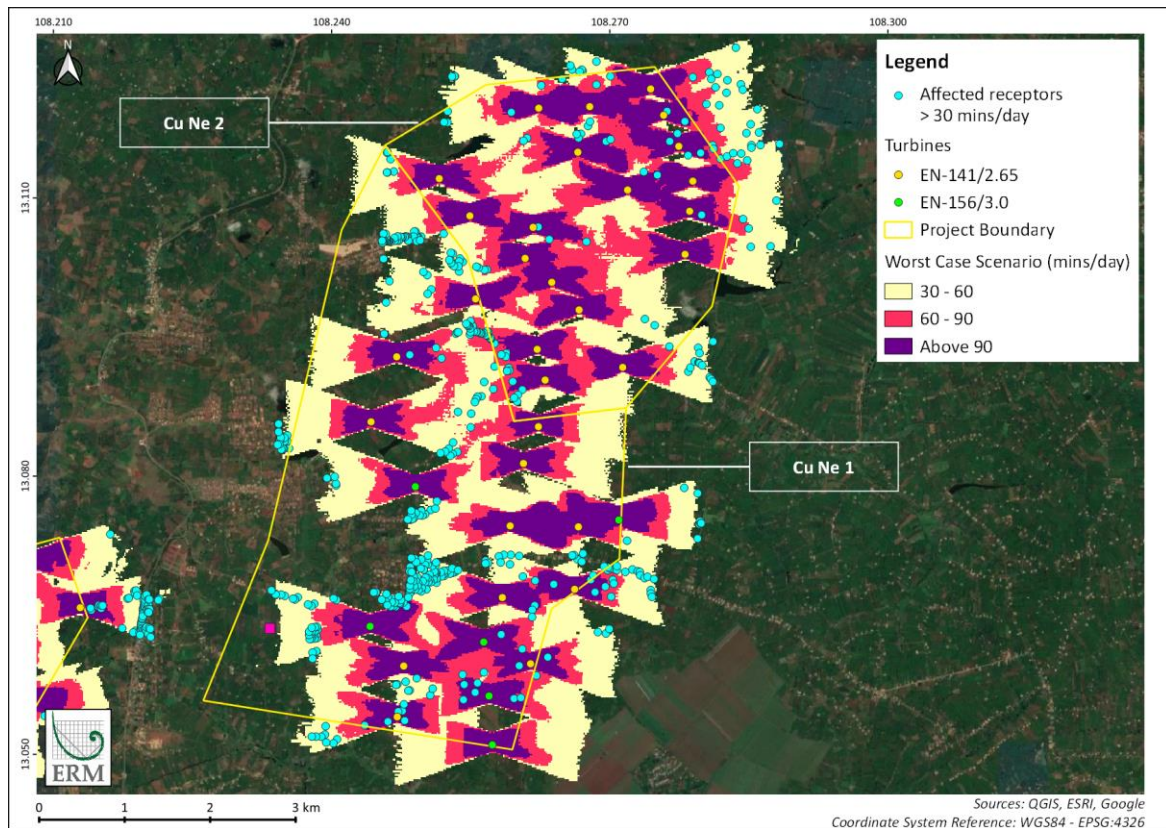 108.210
108.240
108.270
108.300
N
Cu Ne 2
Legend
Affected receptors
> 30 mins/day
Turbines
EN-141/2.65
EN-156/3.0
Project Boundary
Worst Case Scenario (mins/day)
30 - 60
60 - 90
Above 90
13.110
13.080
Cu Ne 1
13.050
ERM
0 1 2 3 km
Sources: QGIS, ESRI, Google
Coordinate System Reference: WGS84 - EPSG:4326